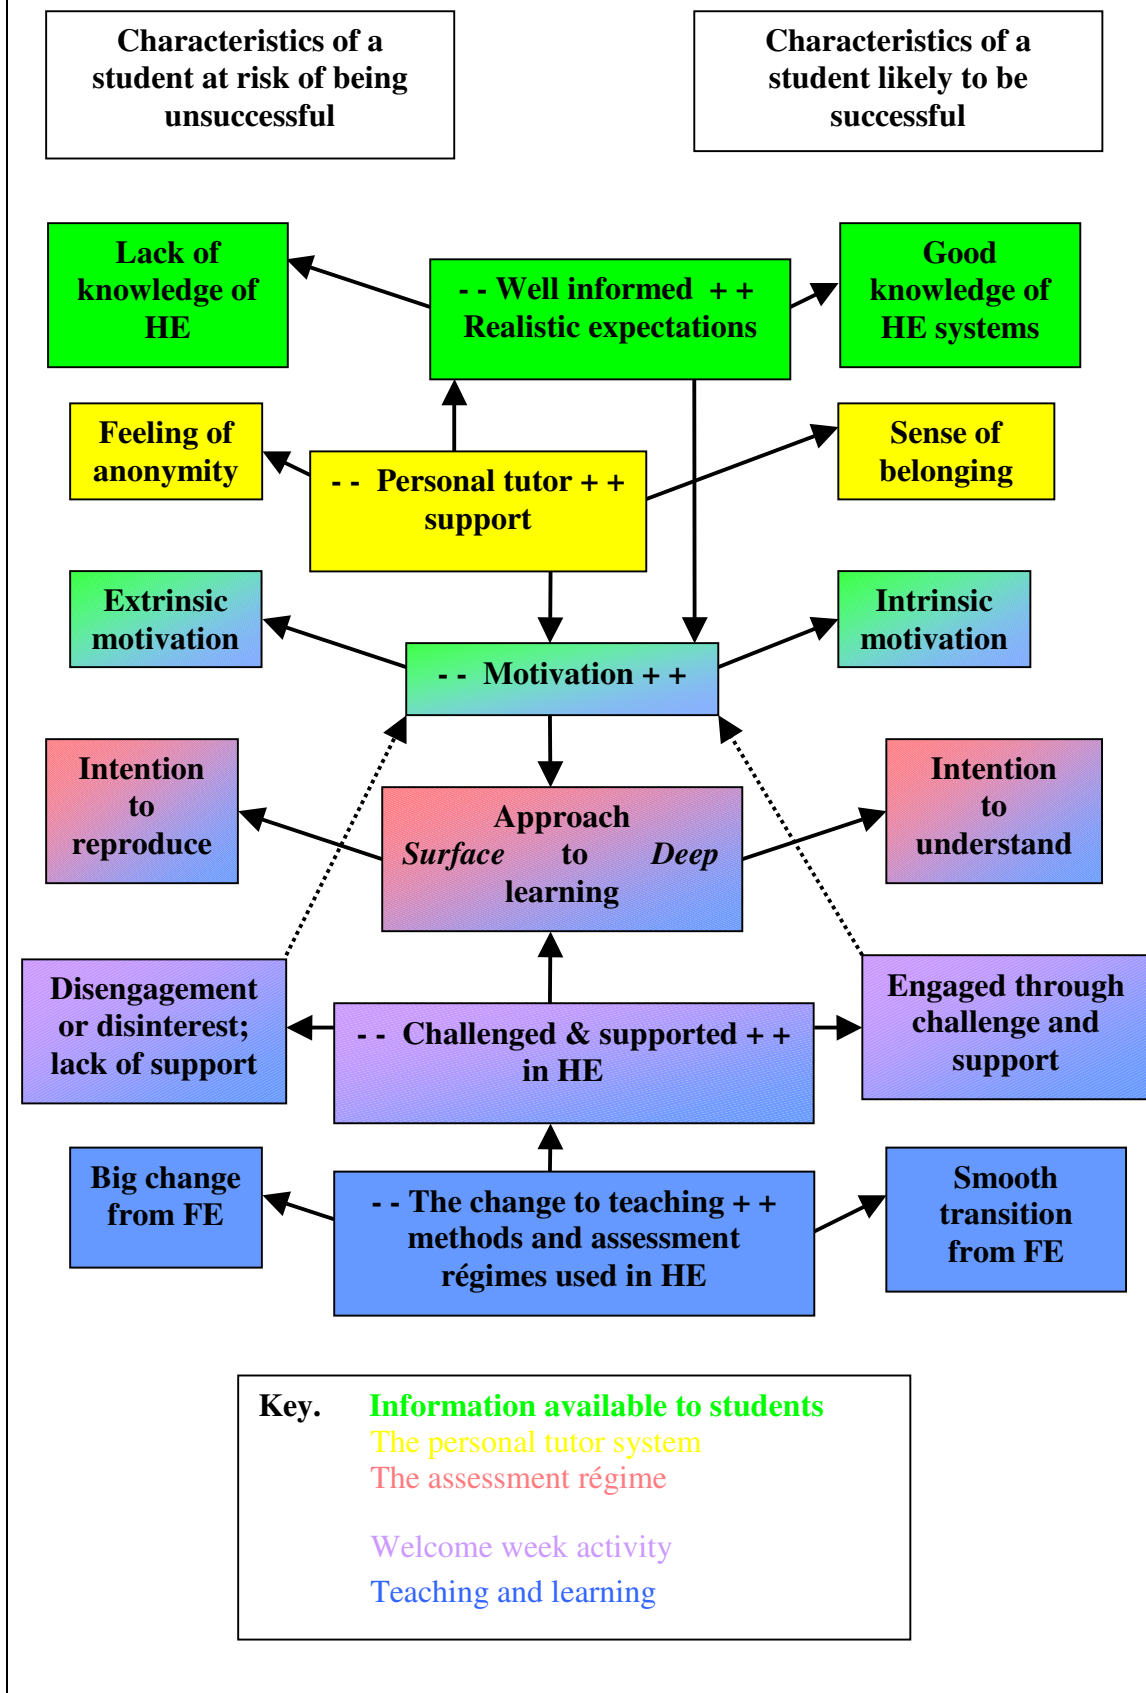 Characteristics of a
student at risk of being
unsuccessful
Characteristics of a
student likely to be
successful
Lack of
knowledge of
HE
- - Well informed + +
Realistic expectations
Good
knowledge of
HE systems
Feeling of
anonymity
- - Personal tutor + +
support
Sense of
belonging
Extrinsic
motivation
- - Motivation + +
Intrinsic
motivation
Intention
to
reproduce
Approach
Surface to Deep
learning
Intention
to
understand
Disengagement
or disinterest;
lack of support
- - Challenged & supported + +
in HE
Engaged through
challenge and
support
Big change
from FE
- - The change to teaching + +
methods and assessment
régimes used in HE
Smooth
transition
from FE
Key. Information available to students
The personal tutor system
The assessment régime
Welcome week activity
Teaching and learning